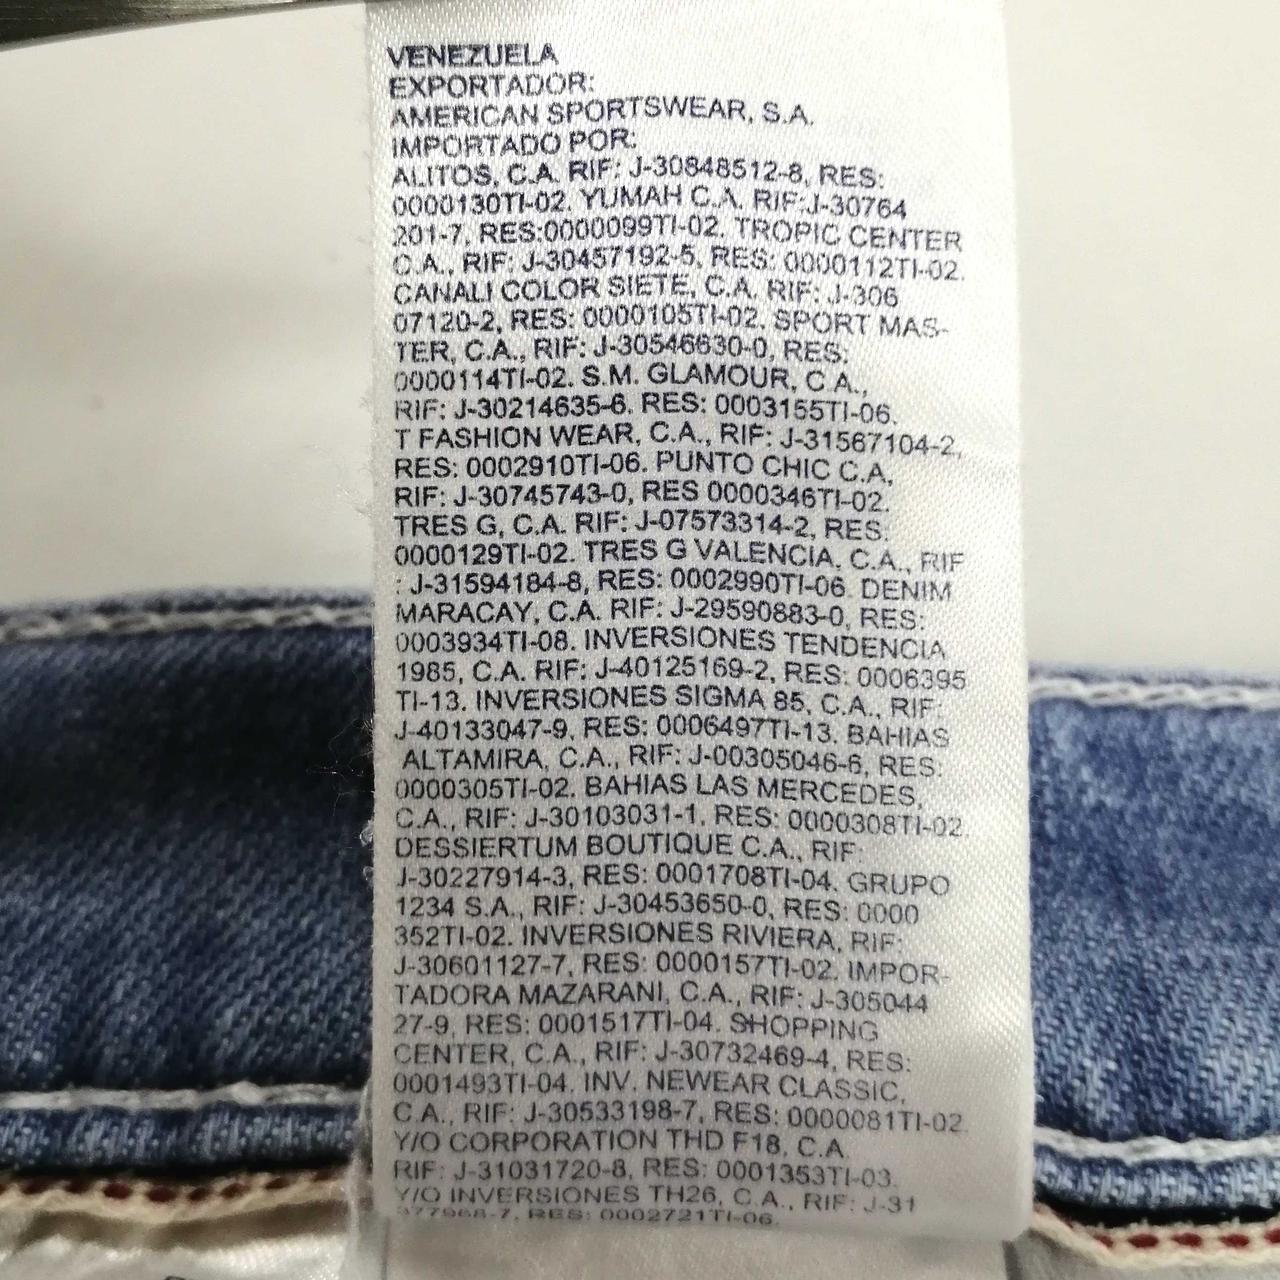 VENEZUELA
EXPORTADOR:
AMERICAN SPORTSWEAR, S.A.
IMPORTADO POR:
ALITOS, C.A. RIF: J-30848512-8, RES:
0000130TI-02. YUMAH C.A. RIF:J-30764
201-7, RES:0000099TI-02. TROPIC CENTER
C.A., RIF: J-30457192-5, RES: 0000112TI-02.
CANALI COLOR SIETE, C.A. RIF: J-306
07120-2, RES: 0000105TI-02. SPORT MAS-
TER, C.A., RIF: J-30546630-0, RES:
0000114TI-02. S.M. GLAMOUR, C.A.,
RIF: J-30214635-6. RES: 0003155TI-06.
T FASHION WEAR, C.A., RIF: J-31567104-2,
RES: 0002910TI-06. PUNTO CHIC C.A,
RIF: J-30745743-0, RES 0000346TI-02.
TRES G, C.A. RIF: J-07573314-2, RES:
0000129TI-02. TRES G VALENCIA, C.A., RIF
: J-31594184-8, RES: 0002990TI-06. DENIM
MARACAY, C.A. RIF: J-29590883-0, RES:
0003934TI-08. INVERSIONES TENDENCIA
1985, C.A. RIF: J-40125169-2, RES: 0006395
TI-13. INVERSIONES SIGMA 85, C.A., RIF:
J-40133047-9, RES: 0006497TI-13. BAHIAS
ALTAMIRA, C.A., RIF: J-00305046-6, RES:
0000305TI-02. BAHIAS LAS MERCEDES,
C.A., RIF: J-30103031-1, RES: 0000308TI-02.
DESSIERTUM BOUTIQUE C.A., RIF:
J-30227914-3, RES: 0001708TI-04. GRUPO
1234 S.A., RIF: J-30453650-0, RES: 0000
352TI-02. INVERSIONES RIVIERA, RIF:
J-30601127-7, RES: 0000157TI-02. IMPOR-
TADORA MAZARANI, C.A., RIF: J-305044
27-9, RES: 0001517TI-04. SHOPPING
CENTER, C.A., RIF: J-30732469-4, RES:
0001493TI-04. INV. NEWEAR CLASSIC,
C.A., RIF: J-30533198-7, RES: 0000081TI-02.
Y/O CORPORATION THD F18, C.A
RIF: J-31031720-8, RES: 0001353TI-03.
Y/O INVERSIONES TH26, C.A., RIF: J-31
377968-7, RES: 0002721TI-06.